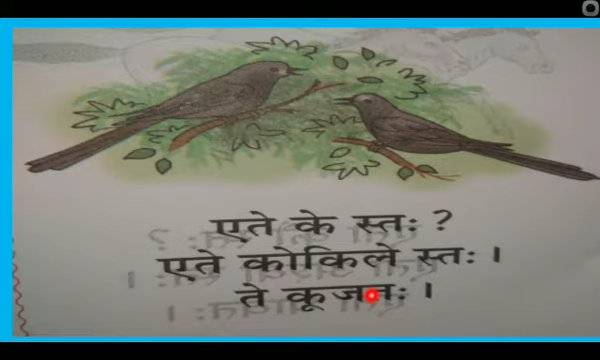 एते के स्तः ?
एते कोकिले स्तः ।
ते कूजतः ।